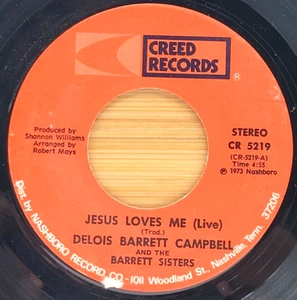 CREED
RECORDS
®
Produced by
Shannon Williams
Arranged by
Robert Mays
STEREO
CR 5219
(CR-5219-A)
Time 4:55
℗ 1973 Nashboro
JESUS LOVES ME (Live)
(Trad.)
DELOIS BARRETT CAMPBELL
AND THE
BARRETT SISTERS
Dist. by NASHBORO RECORD CO - 1011 Woodland St., Nashville, Tenn. 37206